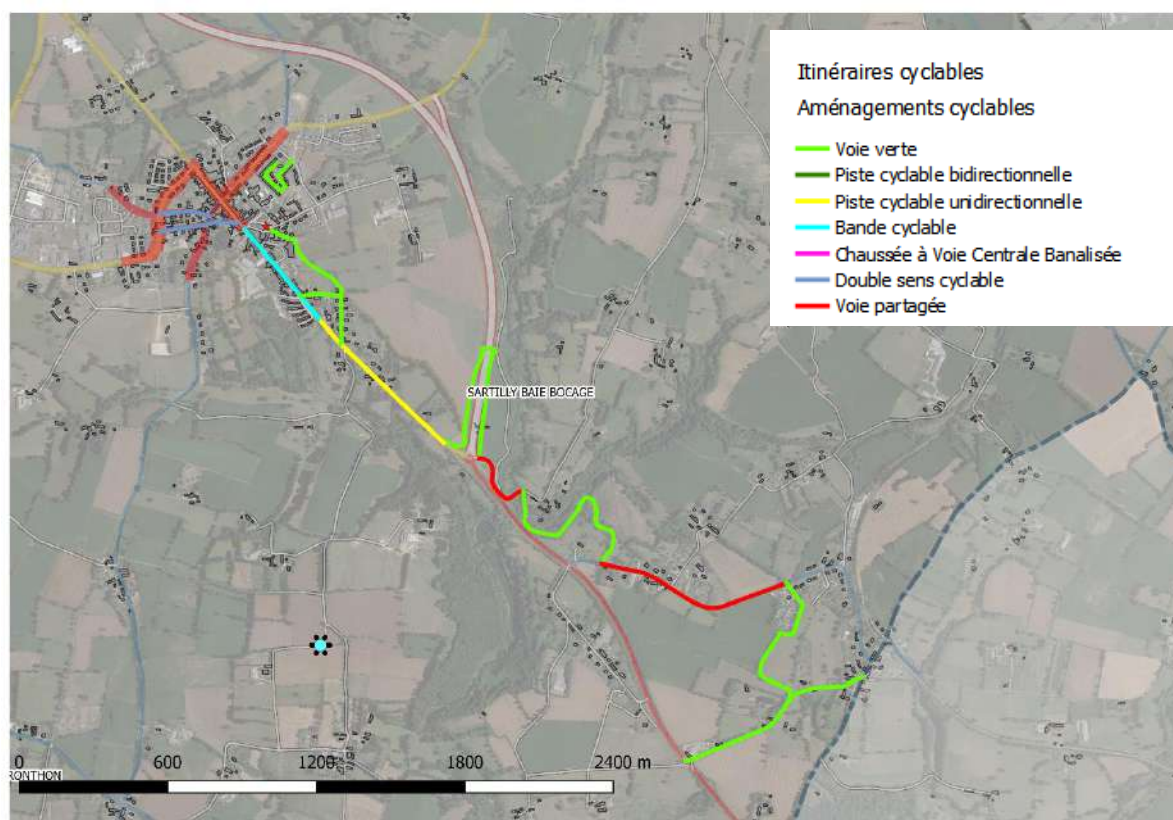 Itinéraires cyclables
Aménagements cyclables
Voie verte
Piste cyclable bidirectionnelle
Piste cyclable unidirectionnelle
Bande cyclable
Chaussée à Voie Centrale Banalisée
Double sens cyclable
Voie partagée
SARTILLY BAIE BOCAGE
0 600 1200 1800 2400 m
RONTHON